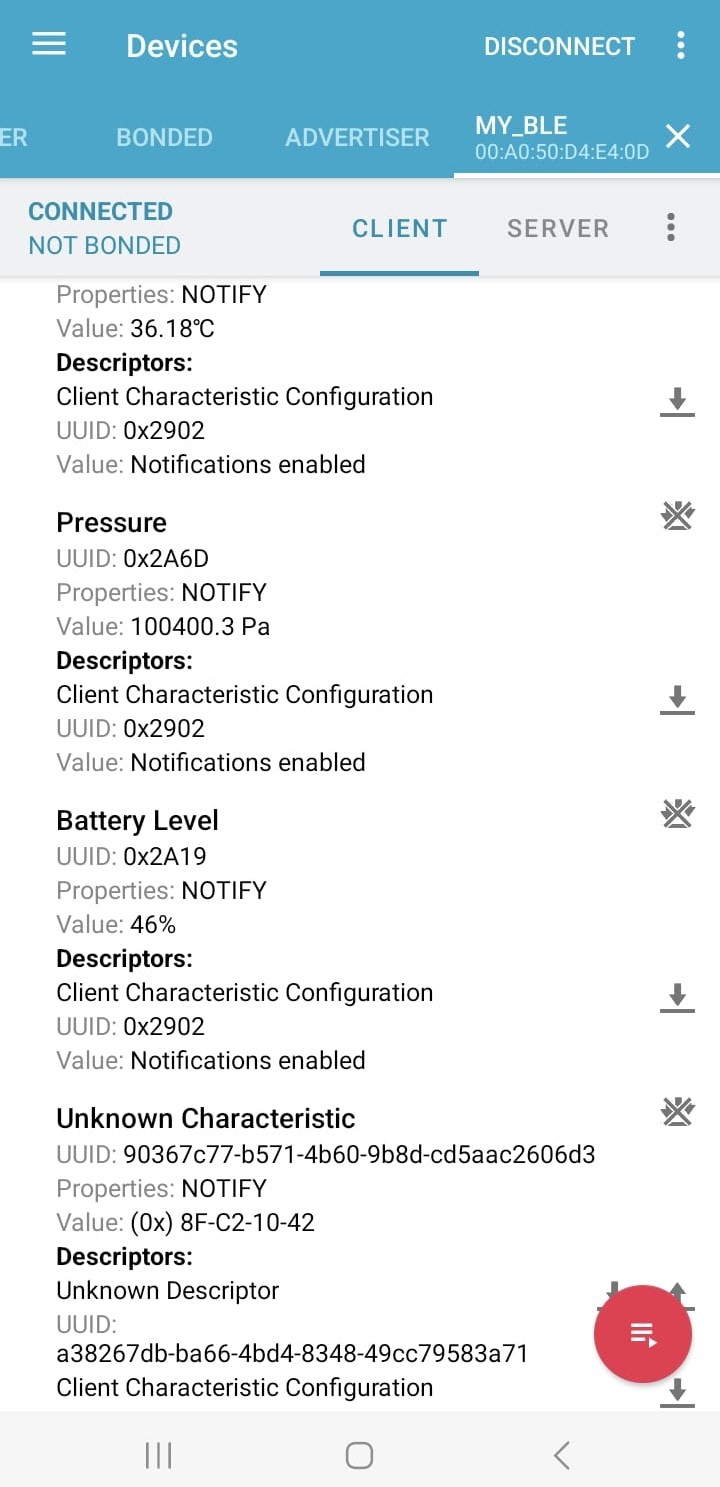 Devices
DISCONNECT
ER
BONDED
ADVERTISER
MY_BLE
00:A0:50:D4:E4:0D
CONNECTED
NOT BONDED
CLIENT
SERVER
Properties: NOTIFY
Value: 36.18℃
Descriptors:
Client Characteristic Configuration
UUID: 0x2902
Value: Notifications enabled
Pressure
UUID: 0x2A6D
Properties: NOTIFY
Value: 100400.3 Pa
Descriptors:
Client Characteristic Configuration
UUID: 0x2902
Value: Notifications enabled
Battery Level
UUID: 0x2A19
Properties: NOTIFY
Value: 46%
Descriptors:
Client Characteristic Configuration
UUID: 0x2902
Value: Notifications enabled
Unknown Characteristic
UUID: 90367c77-b571-4b60-9b8d-cd5aac2606d3
Properties: NOTIFY
Value: (0x) 8F-C2-10-42
Descriptors:
Unknown Descriptor
UUID:
a38267db-ba66-4bd4-8348-49cc79583a71
Client Characteristic Configuration